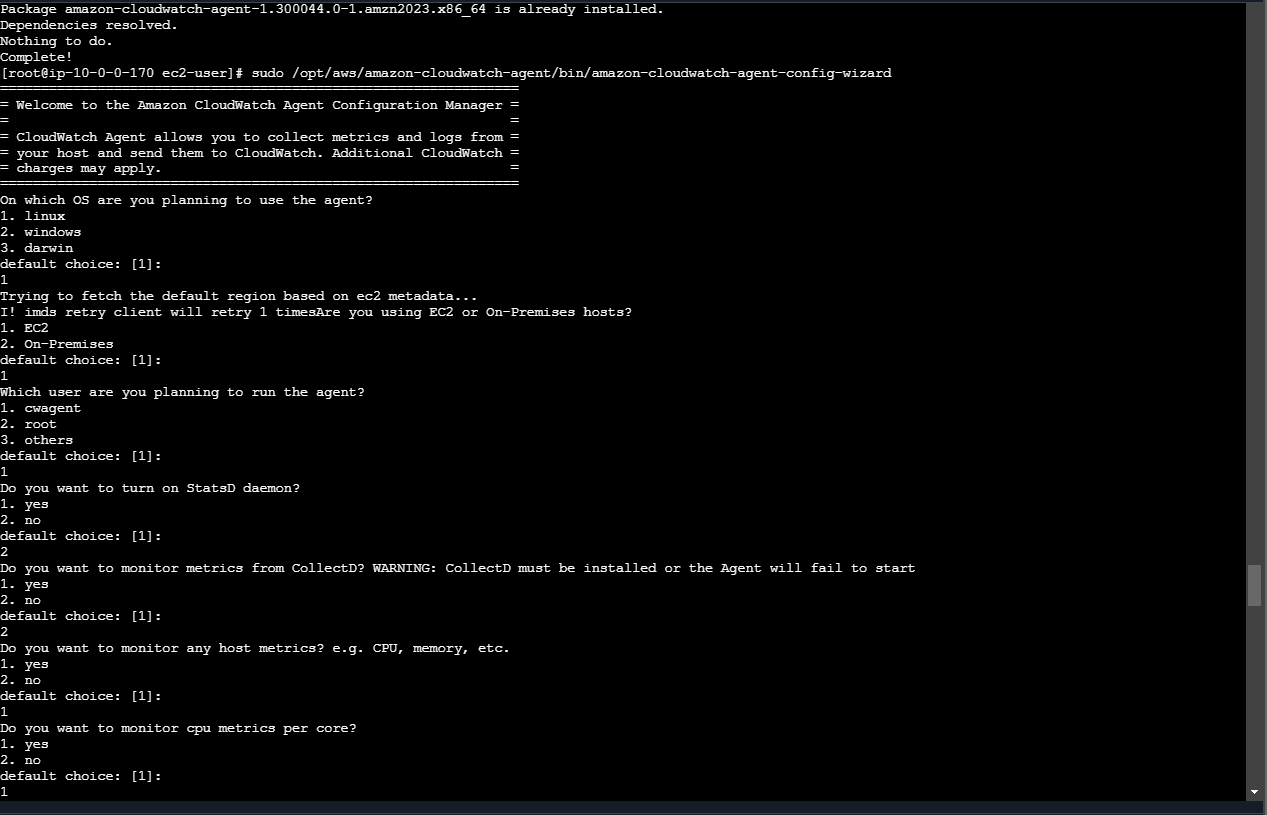 Package amazon-cloudwatch-agent-1.300044.0-1.amzn2023.x86_64 is already installed.
Dependencies resolved.
Nothing to do.
Complete!
[root@ip-10-0-0-170 ec2-user]# sudo /opt/aws/amazon-cloudwatch-agent/bin/amazon-cloudwatch-agent-config-wizard
================================================================
= Welcome to the Amazon CloudWatch Agent Configuration Manager =
=                                                              =
= CloudWatch Agent allows you to collect metrics and logs from =
= your host and send them to CloudWatch. Additional CloudWatch =
= charges may apply.                                           =
================================================================
On which OS are you planning to use the agent?
1. linux
2. windows
3. darwin
default choice: [1]:
1
Trying to fetch the default region based on ec2 metadata...
I! imds retry client will retry 1 timesAre you using EC2 or On-Premises hosts?
1. EC2
2. On-Premises
default choice: [1]:
1
Which user are you planning to run the agent?
1. cwagent
2. root
3. others
default choice: [1]:
1
Do you want to turn on StatsD daemon?
1. yes
2. no
default choice: [1]:
2
Do you want to monitor metrics from CollectD? WARNING: CollectD must be installed or the Agent will fail to start
1. yes
2. no
default choice: [1]:
2
Do you want to monitor any host metrics? e.g. CPU, memory, etc.
1. yes
2. no
default choice: [1]:
1
Do you want to monitor cpu metrics per core?
1. yes
2. no
default choice: [1]:
1